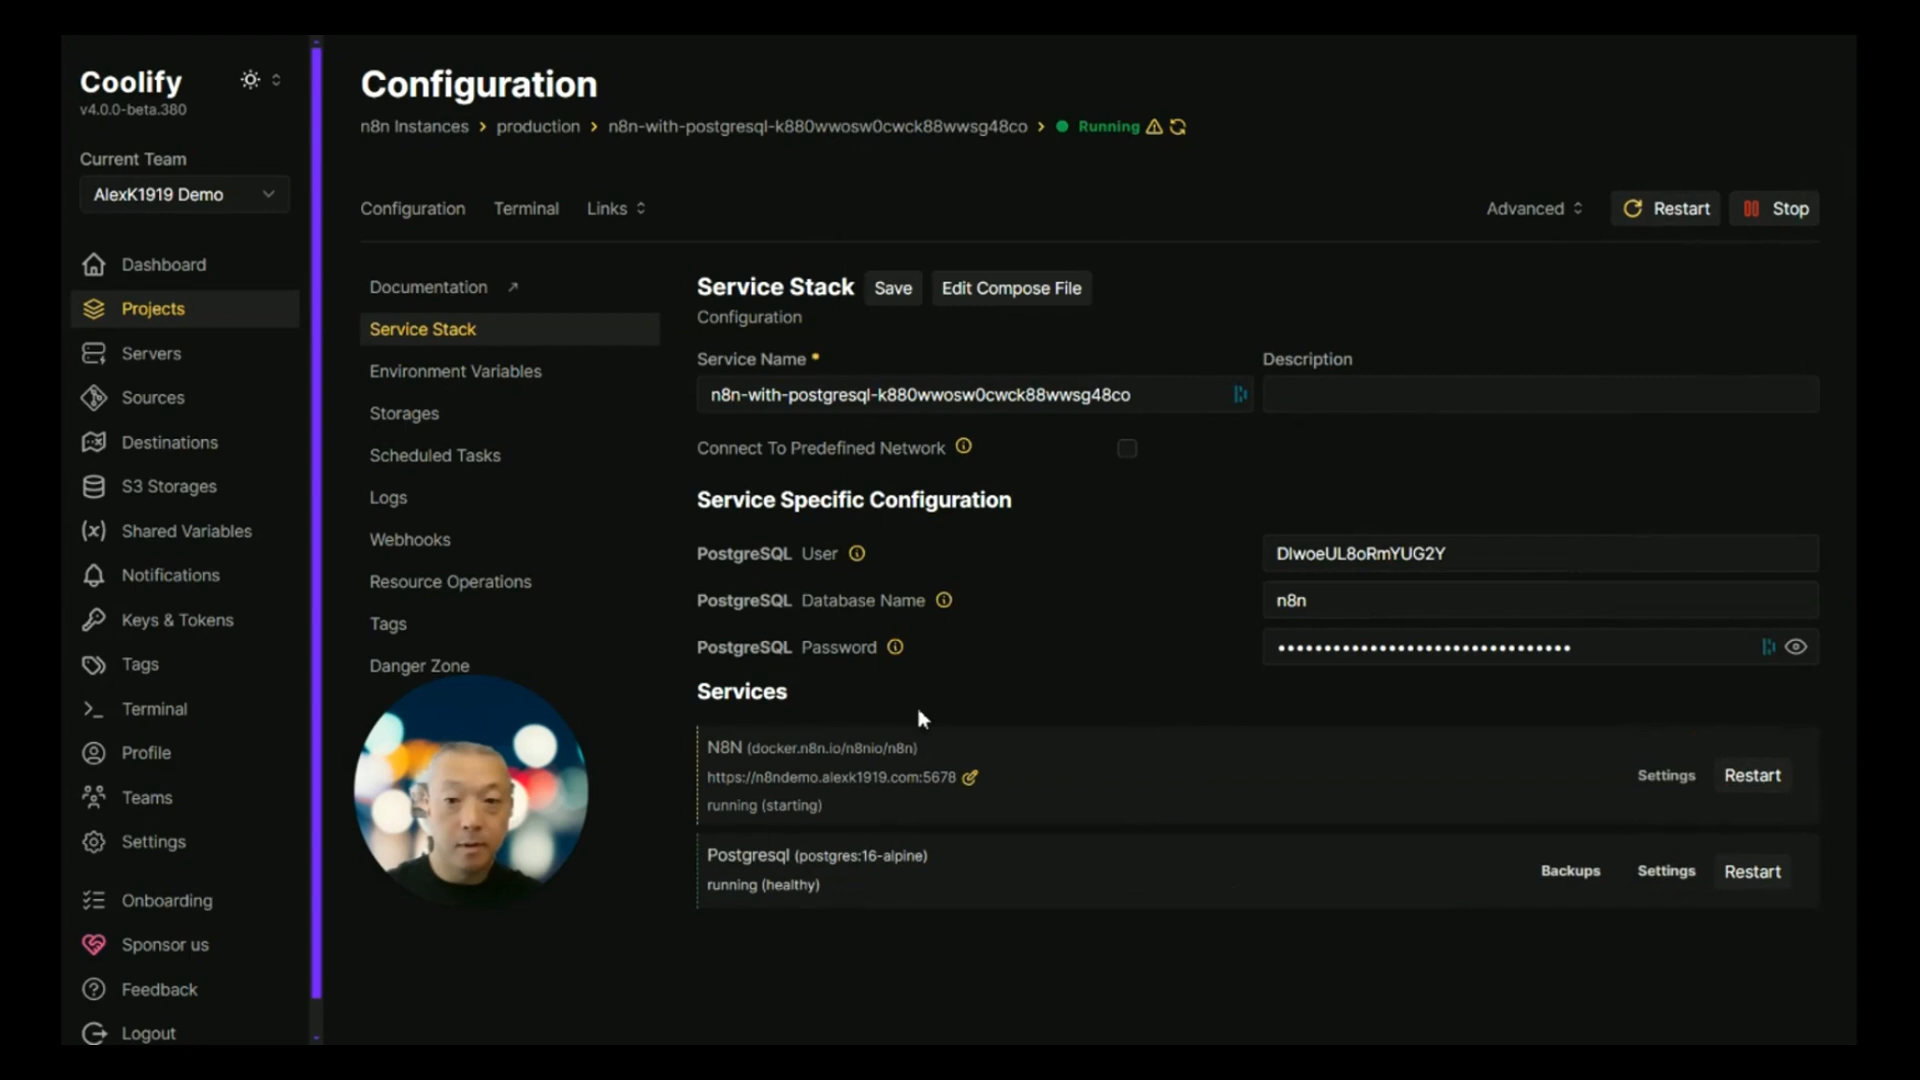 Coolify
v4.0.0-beta.380
Current Team
AlexK1919 Demo
Dashboard
Projects
Servers
Sources
Destinations
S3 Storages
Shared Variables
Notifications
Keys & Tokens
Tags
Terminal
Profile
Teams
Settings
Onboarding
Sponsor us
Feedback
Logout
Configuration
n8n Instances > production > n8n-with-postgresql-k880wwosw0cwck88wwsg48co > Running
Configuration Terminal Links
Advanced Restart Stop
Documentation
Service Stack
Environment Variables
Storages
Scheduled Tasks
Logs
Webhooks
Resource Operations
Tags
Danger Zone
Service Stack Save Edit Compose File
Configuration
Service Name * Description
n8n-with-postgresql-k880wwosw0cwck88wwsg48co
Connect To Predefined Network
Service Specific Configuration
PostgreSQL User DlwoeUL8oRmYUG2Y
PostgreSQL Database Name n8n
PostgreSQL Password ••••••••••••••••••••••••••••••••
Services
N8N (docker.n8n.io/n8nio/n8n)
https://n8ndemo.alexk1919.com:5678
running (starting)
Settings Restart
Postgresql (postgres:16-alpine)
running (healthy)
Backups Settings Restart